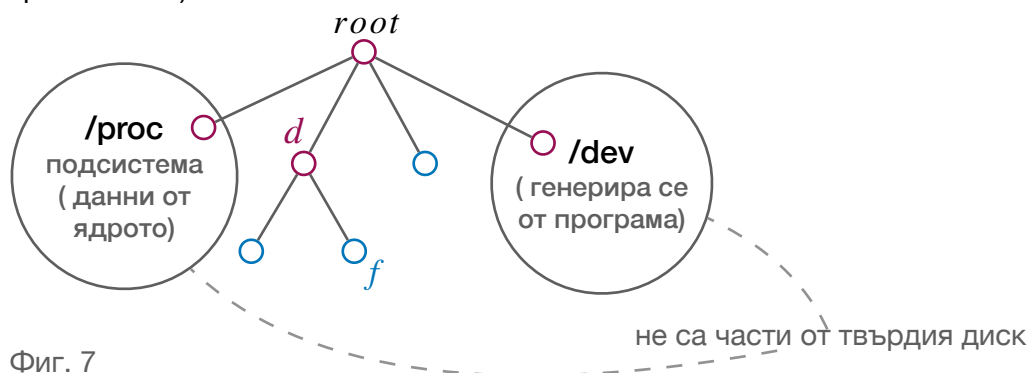 root
/proc
подсистема
( данни от
ядрото)
d
/dev
( генерира се
от програма)
f
не са части от твърдия диск
Фиг. 7